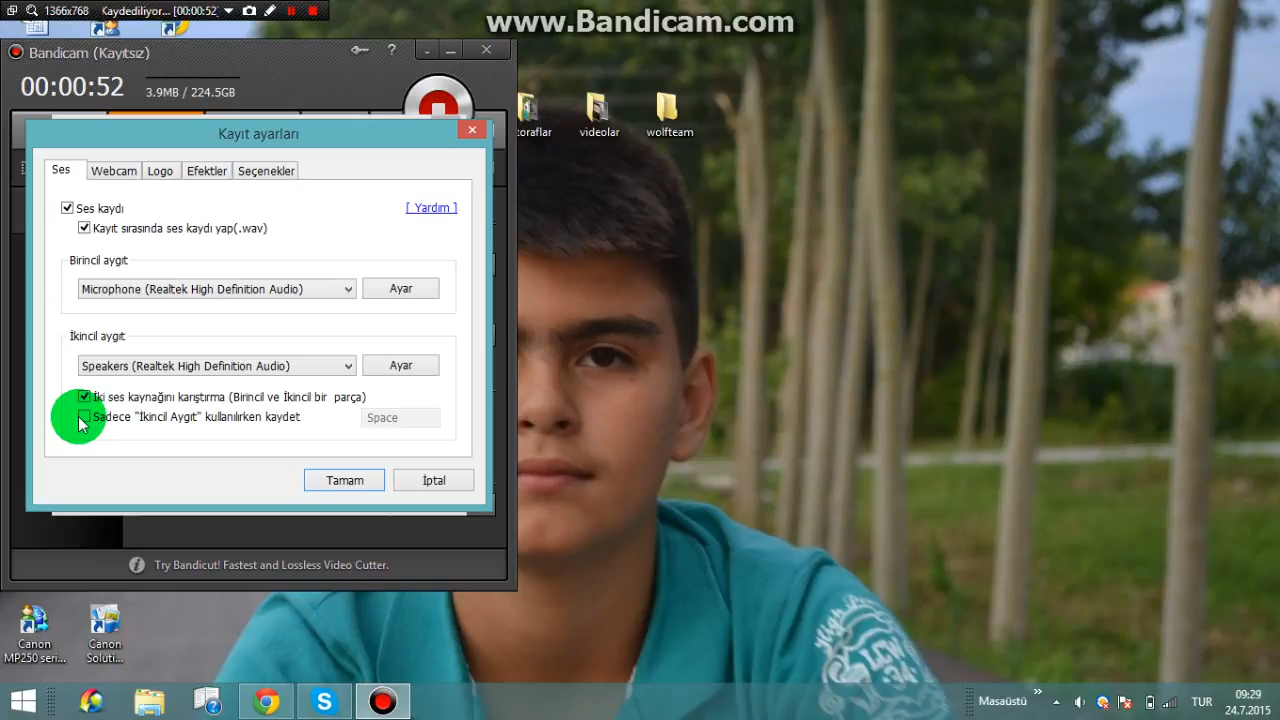 1366x768 Kaydediliyor... [00:00:52]
www.Bandicam.com
Bandicam (Kayıtsız)
?
00:00:52
3.9MB / 224.5GB
toraflar
videolar
wolfteam
Kayıt ayarları
Ses
Webcam
Logo
Efektler
Seçenekler
Ses kaydı
[ Yardım ]
Kayıt sırasında ses kaydı yap(.wav)
Birincil aygıt
Microphone (Realtek High Definition Audio)
Ayar
İkincil aygıt
Speakers (Realtek High Definition Audio)
Ayar
İki ses kaynağını karıştırma (Birincil ve İkincil bir parça)
Sadece "İkincil Aygıt" kullanılırken kaydet
Space
Tamam
İptal
Try Bandicut! Fastest and Lossless Video Cutter.
Canon
MP250 seri...
Canon
Soluti...
Masaüstü
TUR
09:29
24.7.2015